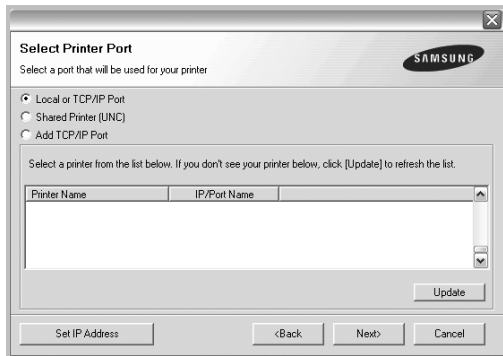 Select Printer Port
Select a port that will be used for your printer
SAMSUNG
Local or TCP/IP Port
Shared Printer (UNC)
Add TCP/IP Port
Select a printer from the list below. If you don't see your printer below, click [Update] to refresh the list.
Printer Name IP/Port Name
Update
Set IP Address <Back Next> Cancel